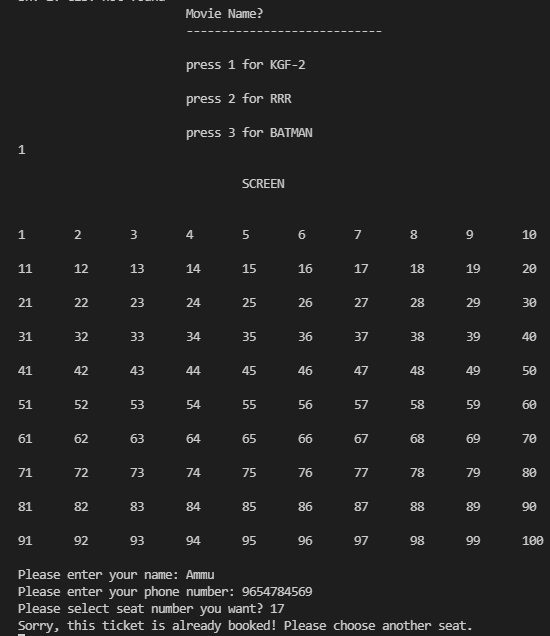 Movie Name?
----------------------------
press 1 for KGF-2
press 2 for RRR
press 3 for BATMAN
1
SCREEN
1 2 3 4 5 6 7 8 9 10
11 12 13 14 15 16 17 18 19 20
21 22 23 24 25 26 27 28 29 30
31 32 33 34 35 36 37 38 39 40
41 42 43 44 45 46 47 48 49 50
51 52 53 54 55 56 57 58 59 60
61 62 63 64 65 66 67 68 69 70
71 72 73 74 75 76 77 78 79 80
81 82 83 84 85 86 87 88 89 90
91 92 93 94 95 96 97 98 99 100
Please enter your name: Ammu
Please enter your phone number: 9654784569
Please select seat number you want? 17
Sorry, this ticket is already booked! Please choose another seat.